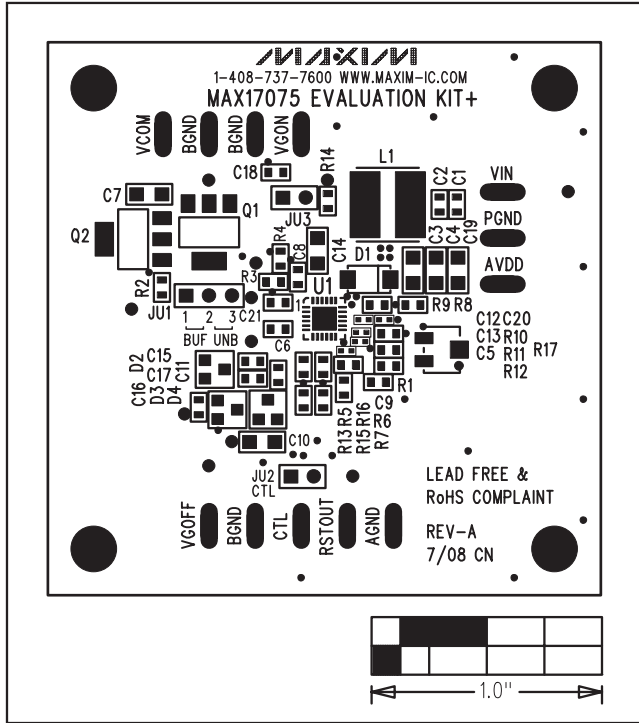 MAXIM
1-408-737-7600 WWW.MAXIM-IC.COM
MAX17075 EVALUATION KIT+
VCOM
BGND
BGND
VGON
C18
R14
L1
C2
C1
VIN
C7
JU3
Q1
Q2
R4
C8
C14
D1
C3
C4
C19
PGND
AVDD
R2
R3
U1
JU1
1 2 3
C21
1
R9 R8
BUF UNB
C6
C12 C20
C13 R10
C5 R11
R12
R17
D2
C15
C17
C11
C16
D3
D4
R1
C9
R5
R16
R6
R13
R15
R7
C10
JU2
CTL
LEAD FREE &
RoHS COMPLAINT
VGOFF
BGND
CTL
RSTOUT
AGND
REV-A
7/08 CN
1.0"